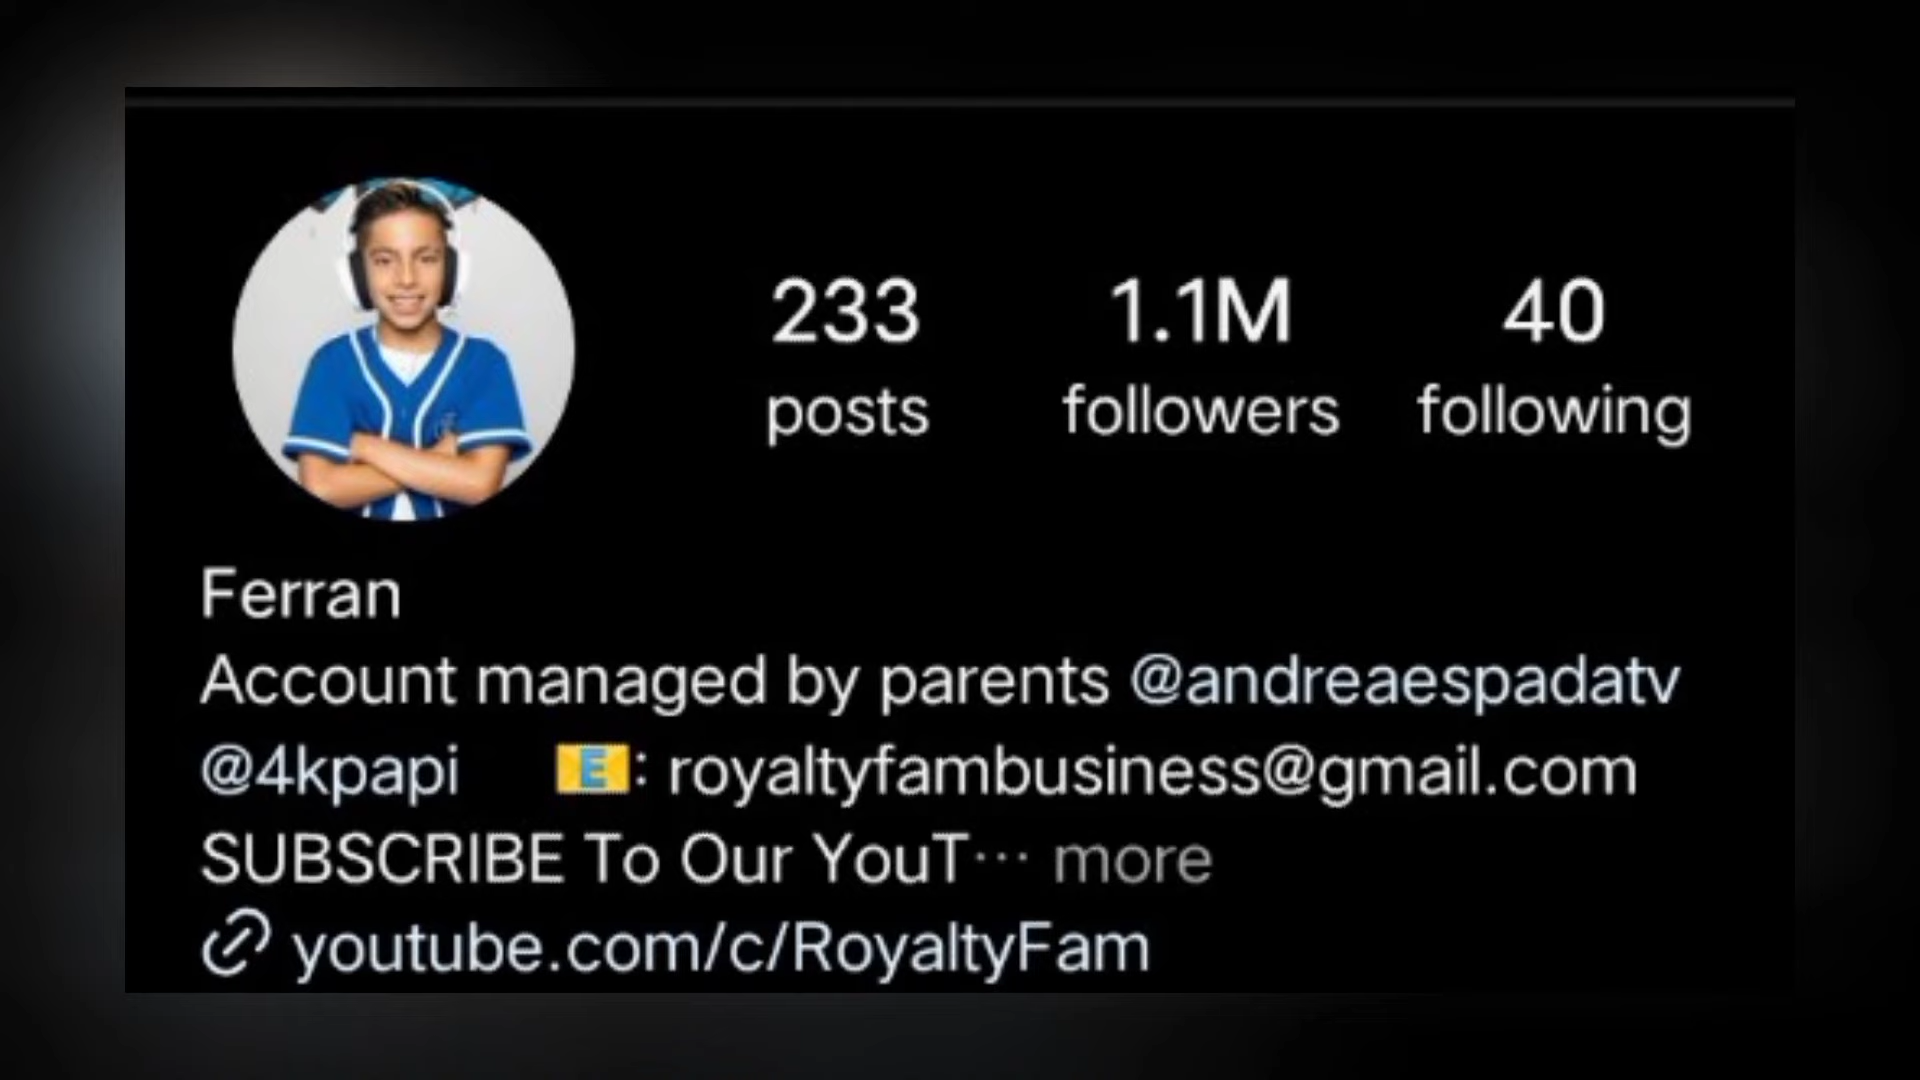 233 1.1M 40
posts followers following
Ferran
Account managed by parents @andreaespadatv
@4kpapi 📧: royaltyfambusiness@gmail.com
SUBSCRIBE To Our YouT... more
youtube.com/c/RoyaltyFam